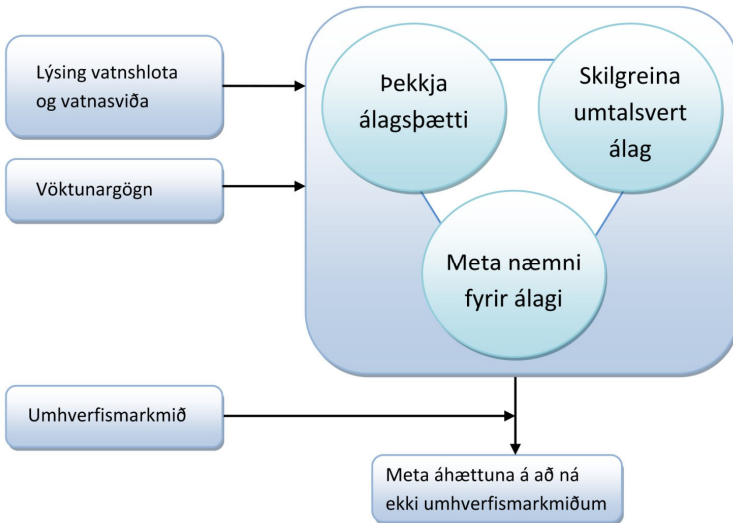 Lýsing vatnshlota
og vatnasviða
Þekkja
álagsþætti
Skilgreina
umtalsvert
álag
Vöktunargögn
Meta næmni
fyrir álagi
Umhverfismarkmið
Meta áhættuna á að ná
ekki umhverfismarkmiðum